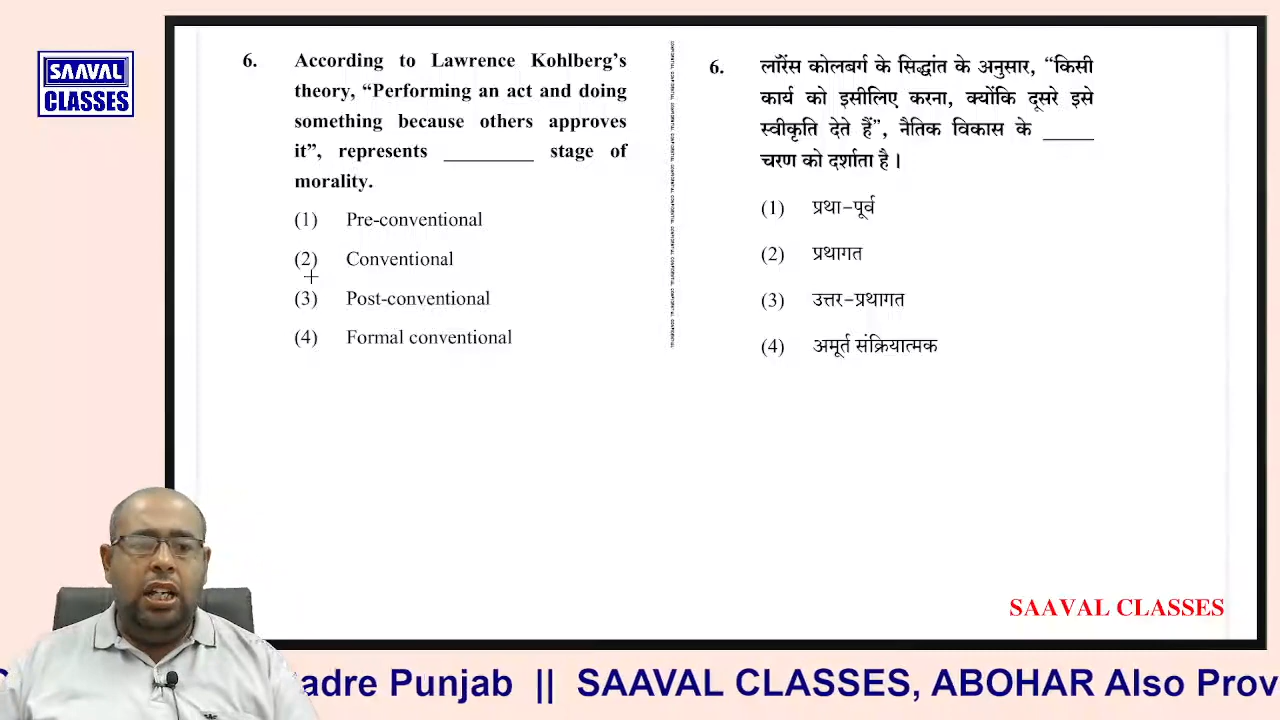 SAAVAL
CLASSES
6. According to Lawrence Kohlberg's
theory, "Performing an act and doing
something because others approves
it", represents __________ stage of
morality.
(1) Pre-conventional
(2) Conventional
(3) Post-conventional
(4) Formal conventional
6. लॉरेंस कोलबर्ग के सिद्धांत के अनुसार, "किसी
कार्य को इसीलिए करना, क्योंकि दूसरे इसे
स्वीकृति देते हैं", नैतिक विकास के ______
चरण को दर्शाता है।
(1) प्रथा-पूर्व
(2) प्रथागत
(3) उत्तर-प्रथागत
(4) अमूर्त संक्रियात्मक
SAAVAL CLASSES
adre Punjab || SAAVAL CLASSES, ABOHAR Also Prov